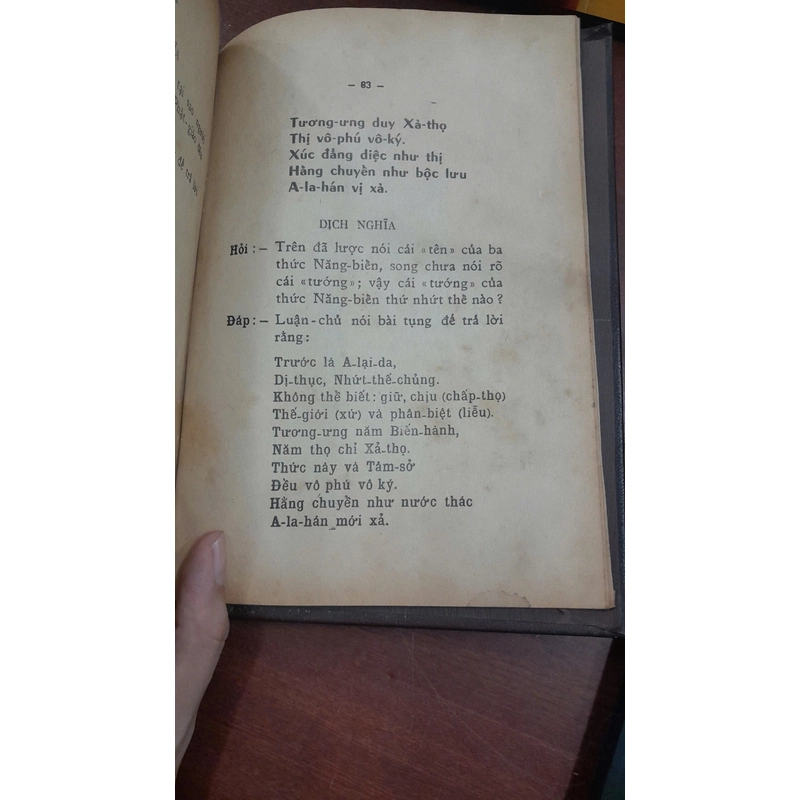 — 83 —
Tương-ưng duy Xả-thọ
Thị vô-phú vô-ký.
Xúc đẳng diệc như thị
Hằng chuyền như bộc lưu
A-la-hán vị xả.
DỊCH NGHĨA
Hỏi :— Trên đã lược nói cái «tên» của ba
thức Năng-biến, song chưa nói rõ
cái «tướng»; vậy cái «tướng» của
thức Năng-biến thứ nhứt thế nào ?
Đáp:— Luận-chủ nói bài tụng để trả lời
rằng :
Trước là A-lại-da,
Dị-thục, Nhứt-thế-chủng.
Không thể biết : giữ, chịu (chấp-thọ)
Thế-giới (xứ) và phân-biệt (liễu).
Tương-ưng năm Biến-hành,
Năm thọ chỉ Xả-thọ.
Thức này và Tâm-sở
Đều vô phú vô ký.
Hằng chuyền như nước thác
A-la-hán mới xả.